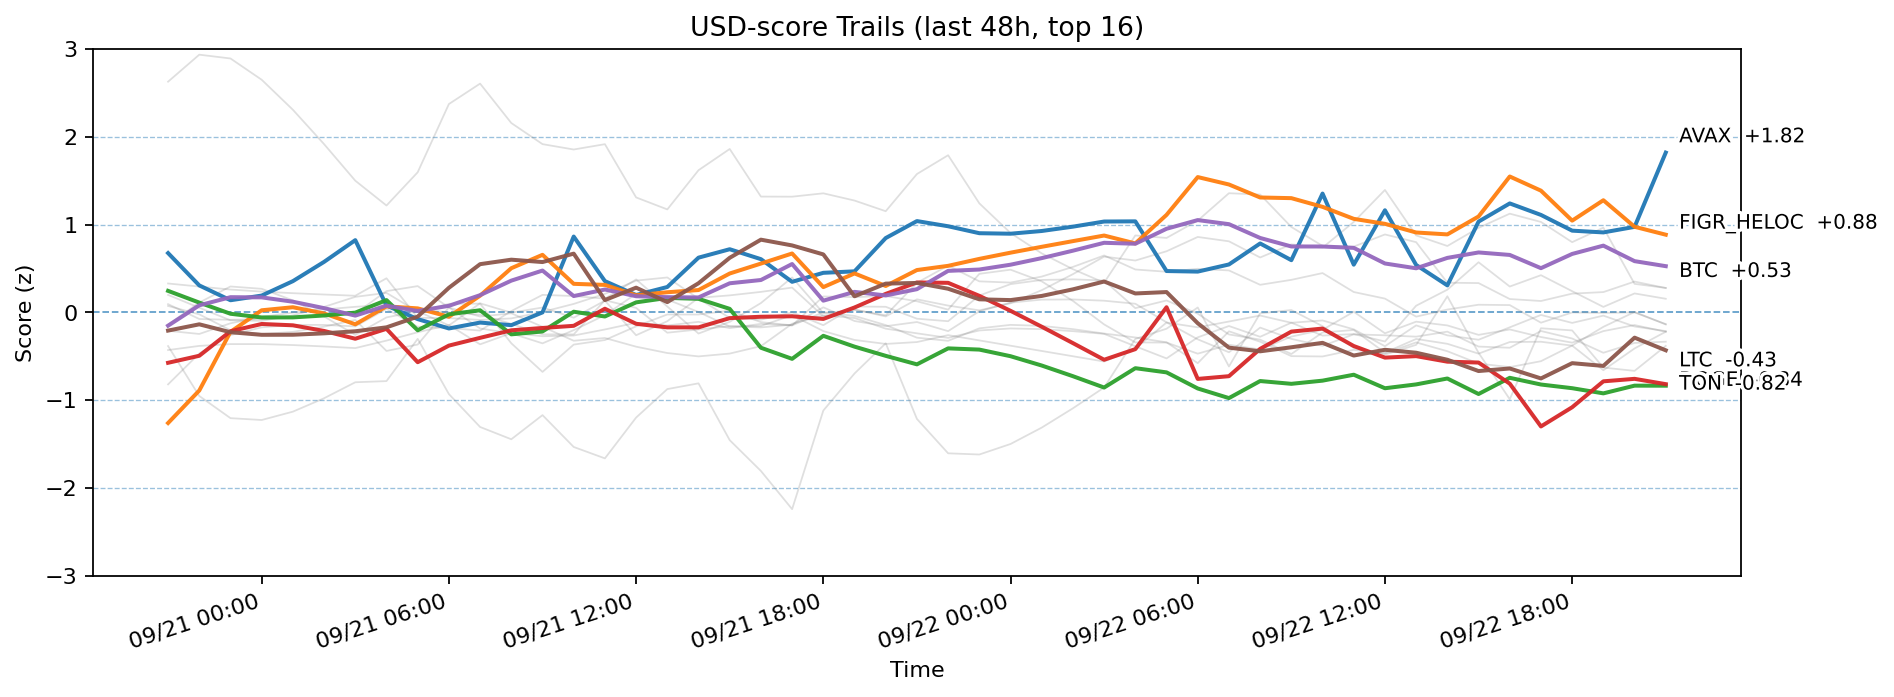 USD-score Trails (last 48h, top 16)
Score (z)
3
2
1
0
−1
−2
−3
AVAX +1.82
FIGR_HELOC +0.88
BTC +0.53
LTC -0.43
TON -0.82
09/21 00:00
09/21 06:00
09/21 12:00
09/21 18:00
09/22 00:00
09/22 06:00
09/22 12:00
09/22 18:00
Time